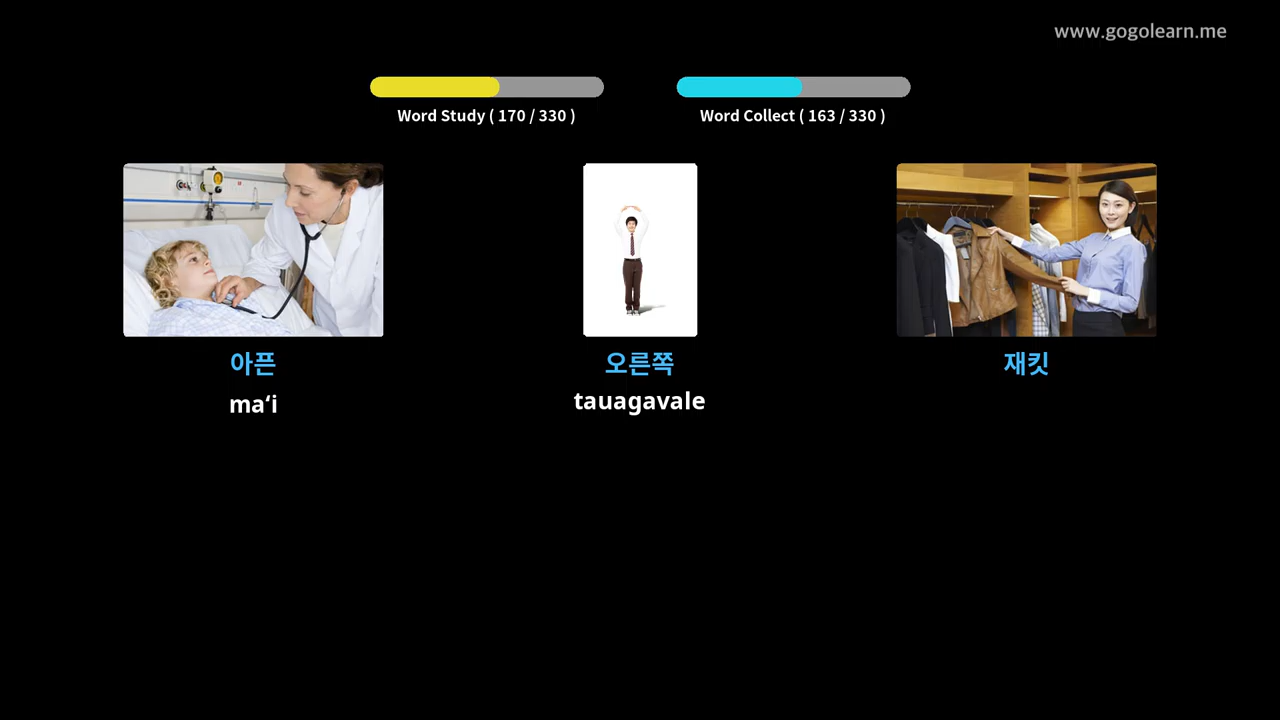 www.gogolearn.me
Word Study ( 170 / 330 )
Word Collect ( 163 / 330 )
아픈
오른쪽
재킷
maʻi
tauagavale